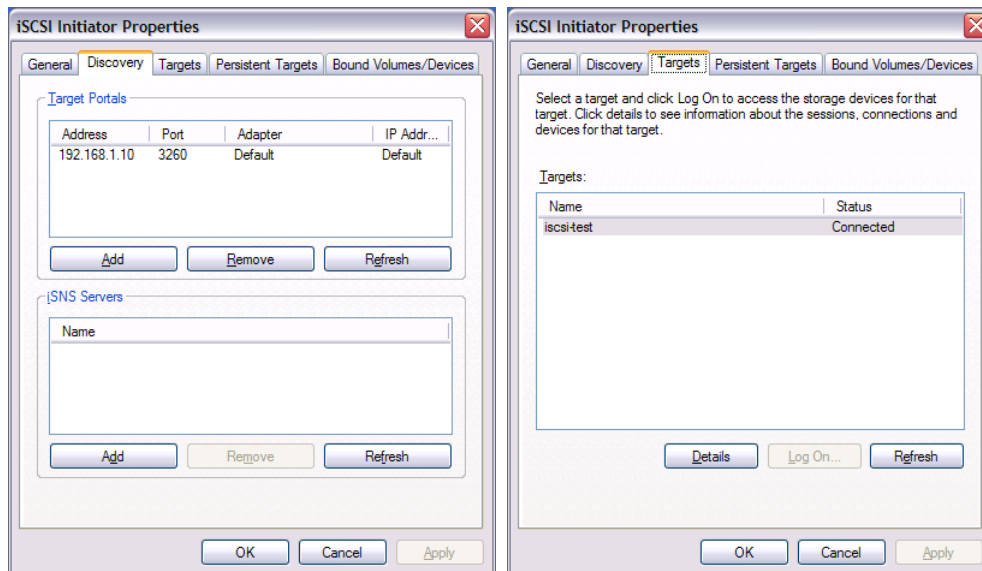 iSCSI Initiator Properties
General Discovery Targets Persistent Targets Bound Volumes/Devices
Target Portals
Address Port Adapter IP Addr...
192.168.1.10 3260 Default Default
Add Remove Refresh
iSNS Servers
Name
Add Remove Refresh
OK Cancel Apply
iSCSI Initiator Properties
General Discovery Targets Persistent Targets Bound Volumes/Devices
Select a target and click Log On to access the storage devices for that
target. Click details to see information about the sessions, connections and
devices for that target.
Targets:
Name Status
iscsi-test Connected
Details Log On... Refresh
OK Cancel Apply